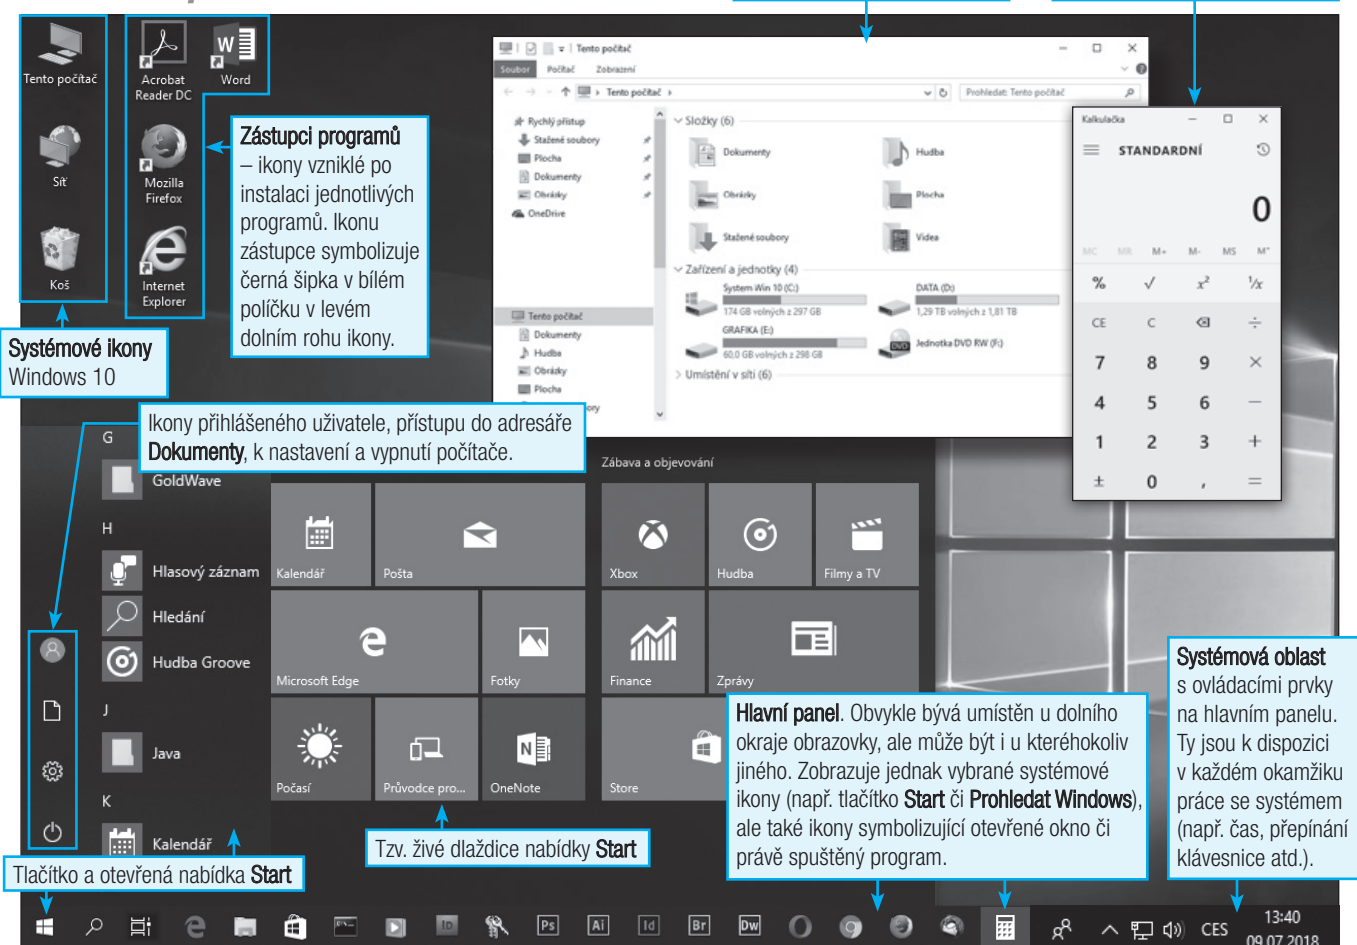 Tento počítač
Síť
Koš
Acrobat
Reader DC
Word
Mozilla
Firefox
Internet
Explorer
Zástupci programů
– ikony vzniklé po
instalaci jednotlivých
programů. Ikonu
zástupce symbolizuje
černá šipka v bílém
políčku v levém
dolním rohu ikony.
Systémové ikony
Windows 10
Tento počítač
Soubor Počítač Zobrazení
Tento počítač
Prohledat: Tento počítač
Rychlý přístup
Stažené soubory
Plocha
Dokumenty
Obrázky
OneDrive
Tento počítač
Dokumenty
Hudba
Obrázky
Plocha
Složky (6)
Dokumenty
Hudba
Obrázky
Plocha
Stažené soubory
Videa
Zařízení a jednotky (4)
System Win 10 (C:)
174 GB volných z 297 GB
DATA (D:)
1,29 TB volných z 1,81 TB
GRAFIKA (E:)
60,0 GB volných z 298 GB
Jednotka DVD RW (F:)
DVD
Umístění v síti (6)
Kalkulačka
STANDARDNÍ
0
MC MR M+ M- MS M˅
% √ x² ¹/x
CE C ÷
7 8 9 ×
4 5 6 −
1 2 3 +
± 0 , =
Ikony přihlášeného uživatele, přístupu do adresáře
Dokumenty, k nastavení a vypnutí počítače.
G
GoldWave
H
Hlasový záznam
Hledání
Hudba Groove
J
Java
K
Kalendář
Kalendář
Pošta
Microsoft Edge
Fotky
Počasí
Průvodce pro...
OneNote
Zábava a objevování
Xbox
Hudba
Filmy a TV
Finance
Zprávy
Store
Tzv. živé dlaždice nabídky Start
Tlačítko a otevřená nabídka Start
Hlavní panel. Obvykle bývá umístěn u dolního
okraje obrazovky, ale může být i u kteréhokoliv
jiného. Zobrazuje jednak vybrané systémové
ikony (např. tlačítko Start či Prohledat Windows),
ale také ikony symbolizující otevřené okno či
právě spuštěný program.
Systémová oblast
s ovládacími prvky
na hlavním panelu.
Ty jsou k dispozici
v každém okamžiku
práce se systémem
(např. čas, přepínání
klávesnice atd.).
Ps Ai Id Br Dw
CES
13:40
09.07.2018